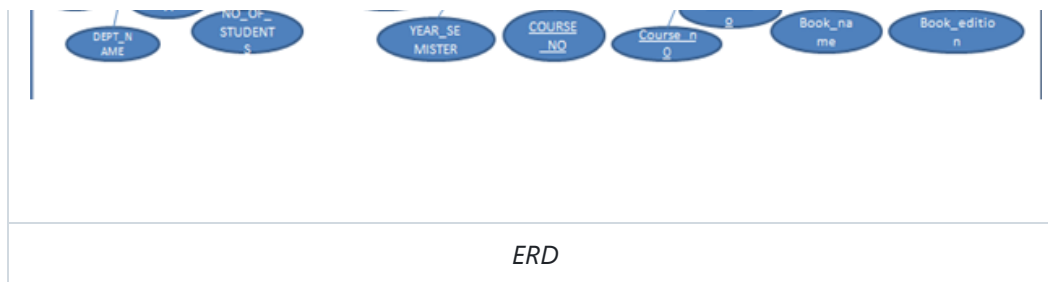 DEPT_N
AME
NO_OF_
STUDENT
S
YEAR_SE
MISTER
COURSE
_NO
Course_n
o
o
Book_na
me
Book_editio
n
ERD